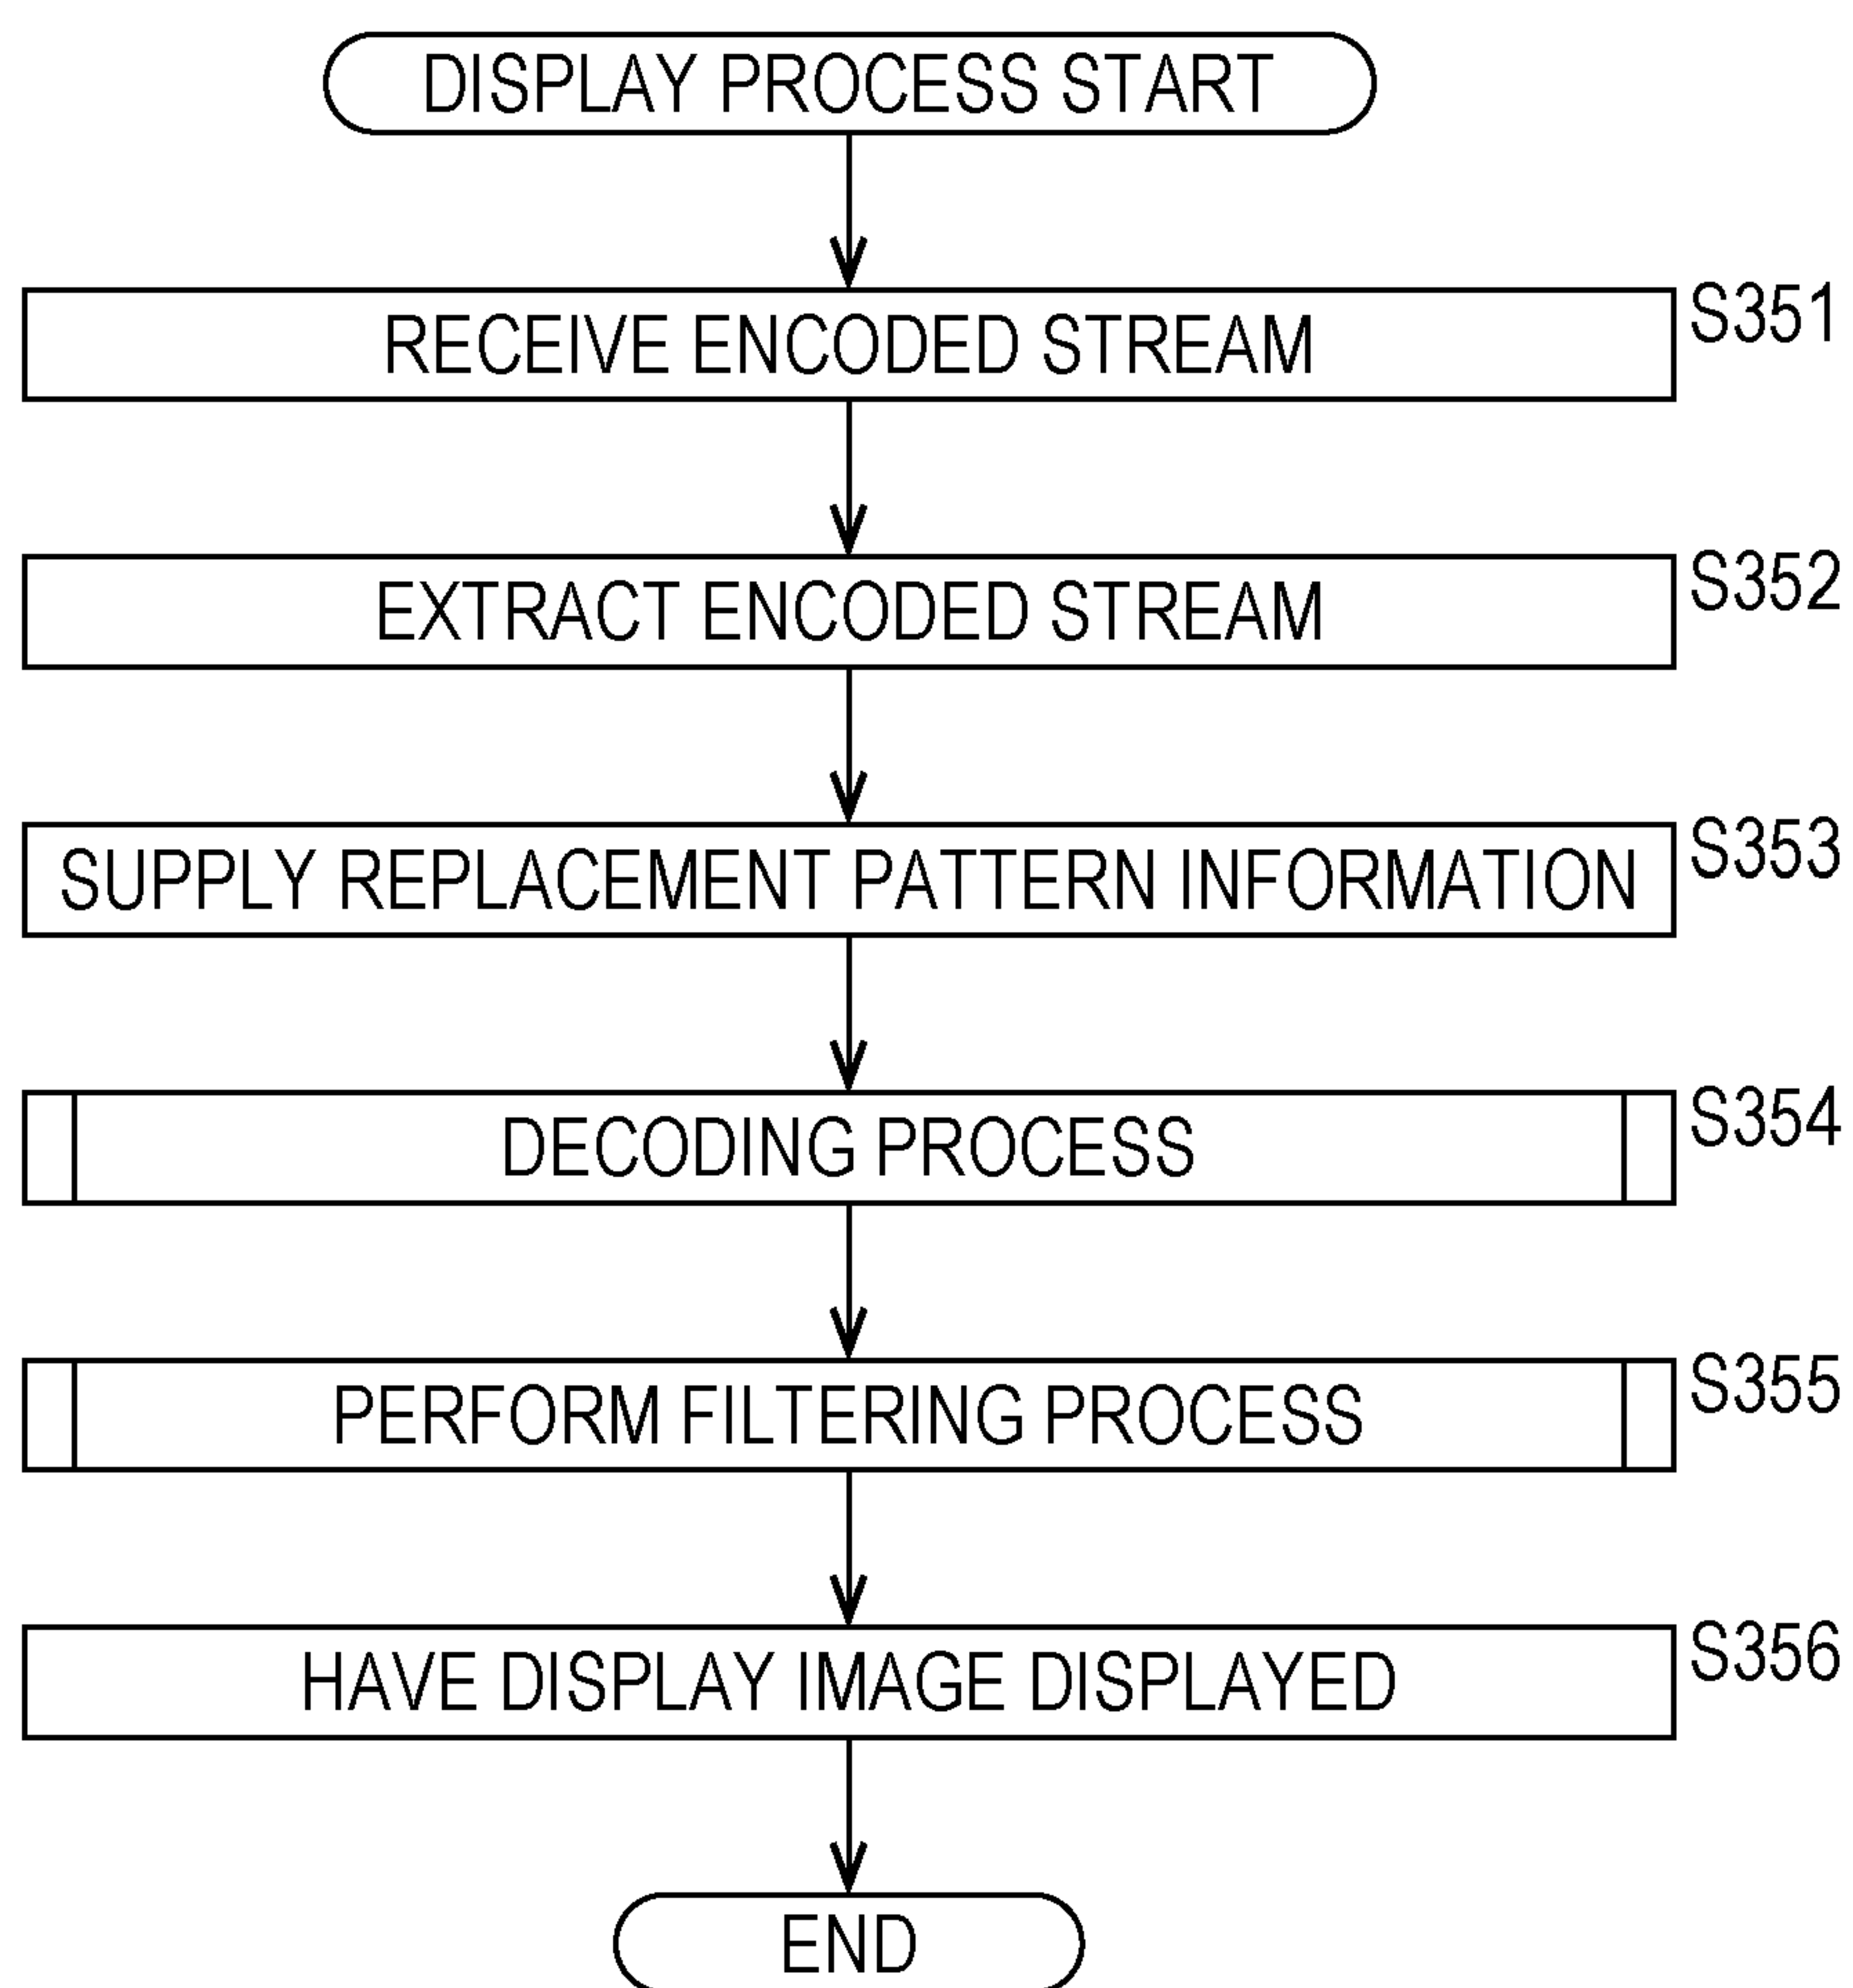 DISPLAY PROCESS START
RECEIVE ENCODED STREAM S351
EXTRACT ENCODED STREAM S352
SUPPLY REPLACEMENT PATTERN INFORMATION S353
DECODING PROCESS S354
PERFORM FILTERING PROCESS S355
HAVE DISPLAY IMAGE DISPLAYED S356
END